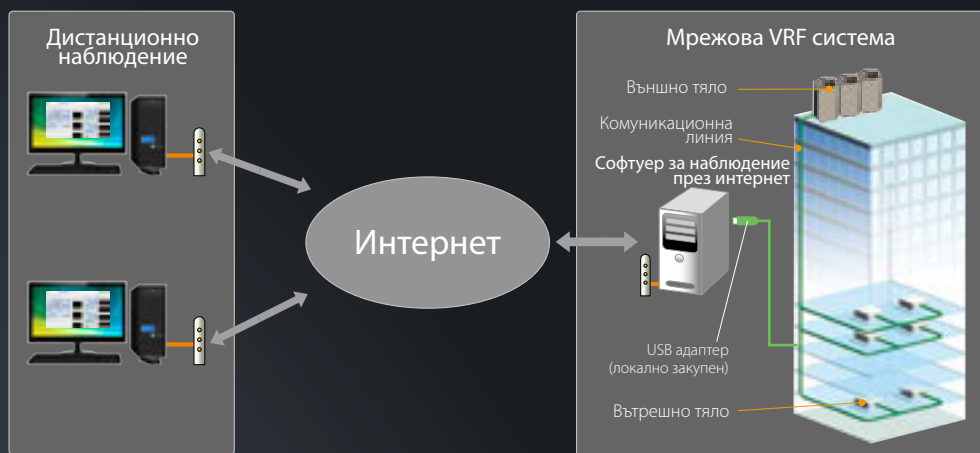 Дистанционно
наблюдение
Интернет
Мрежова VRF система
Външно тяло
Комуникационна
линия
Софтуер за наблюдение
през интернет
USB адаптер
(локално закупен)
Вътрешно тяло